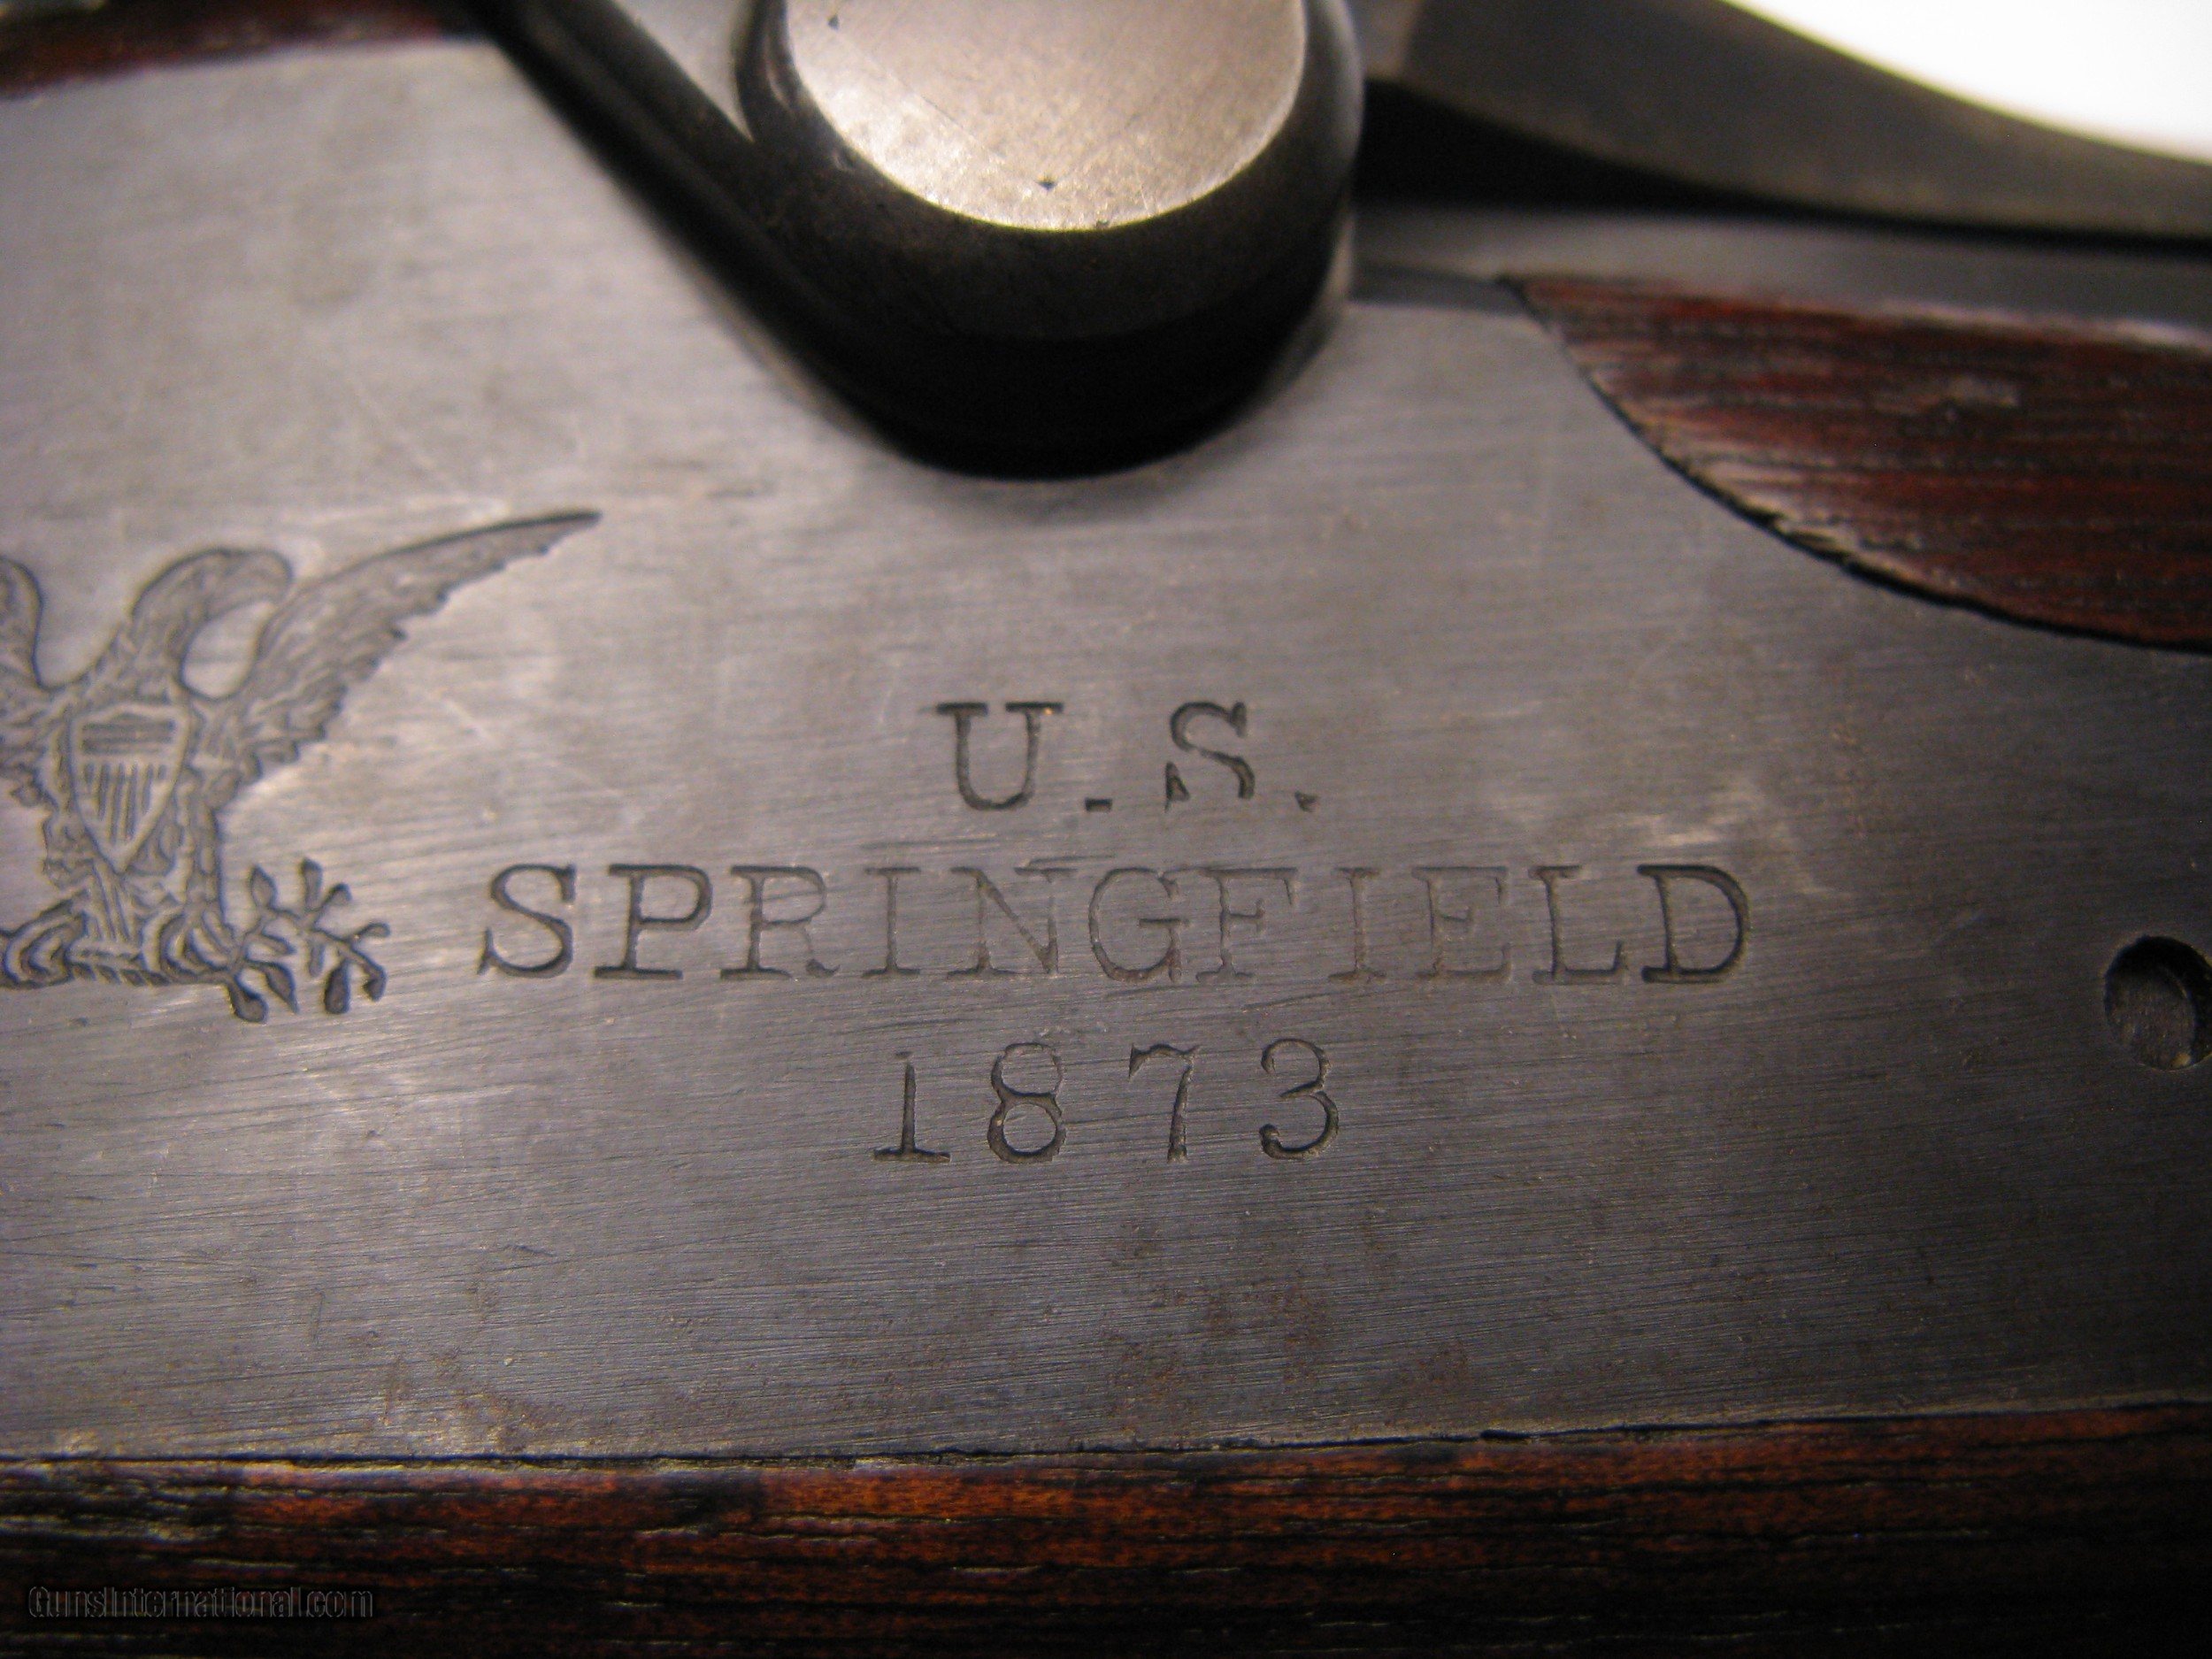 U.S.
SPRINGFIELD
1873
GunsInternational.com